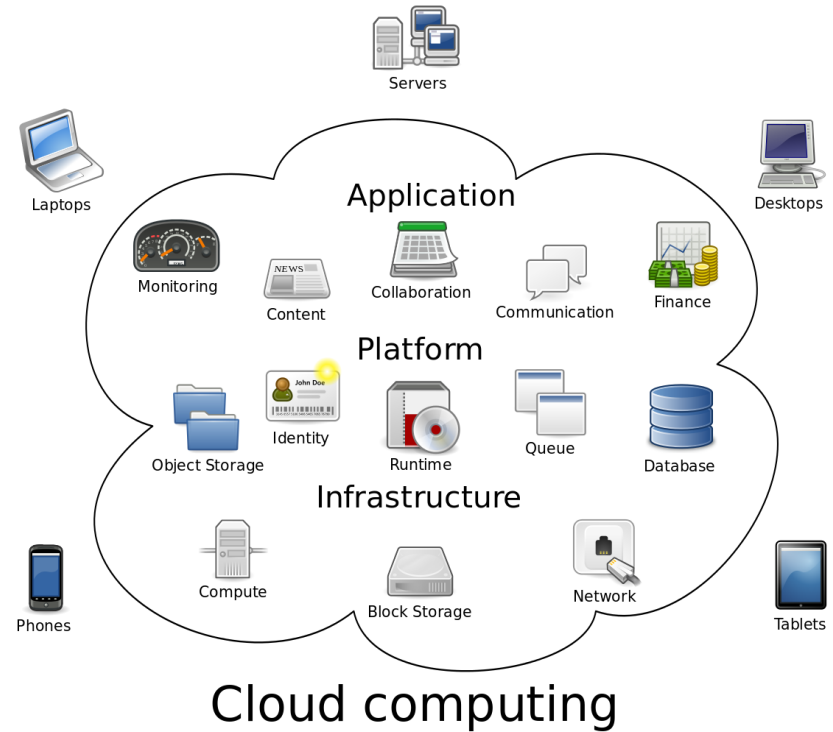 Servers
Laptops
Desktops
Application
Monitoring
NEWS
Content
Collaboration
Communication
Finance
Platform
John Doe
Object Storage
Identity
Runtime
Queue
Database
Infrastructure
Compute
Block Storage
Network
Phones
Tablets
Cloud computing